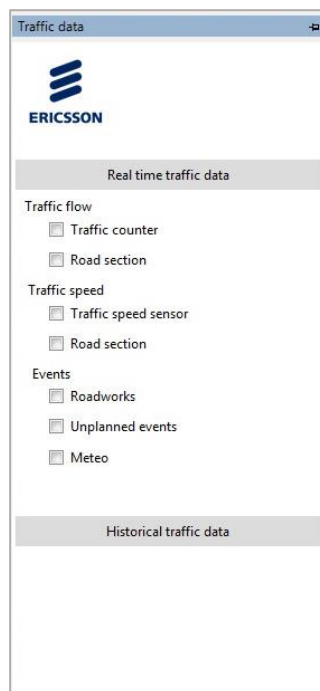 Traffic data
ERICSSON
Real time traffic data
Traffic flow
Traffic counter
Road section
Traffic speed
Traffic speed sensor
Road section
Events
Roadworks
Unplanned events
Meteo
Historical traffic data